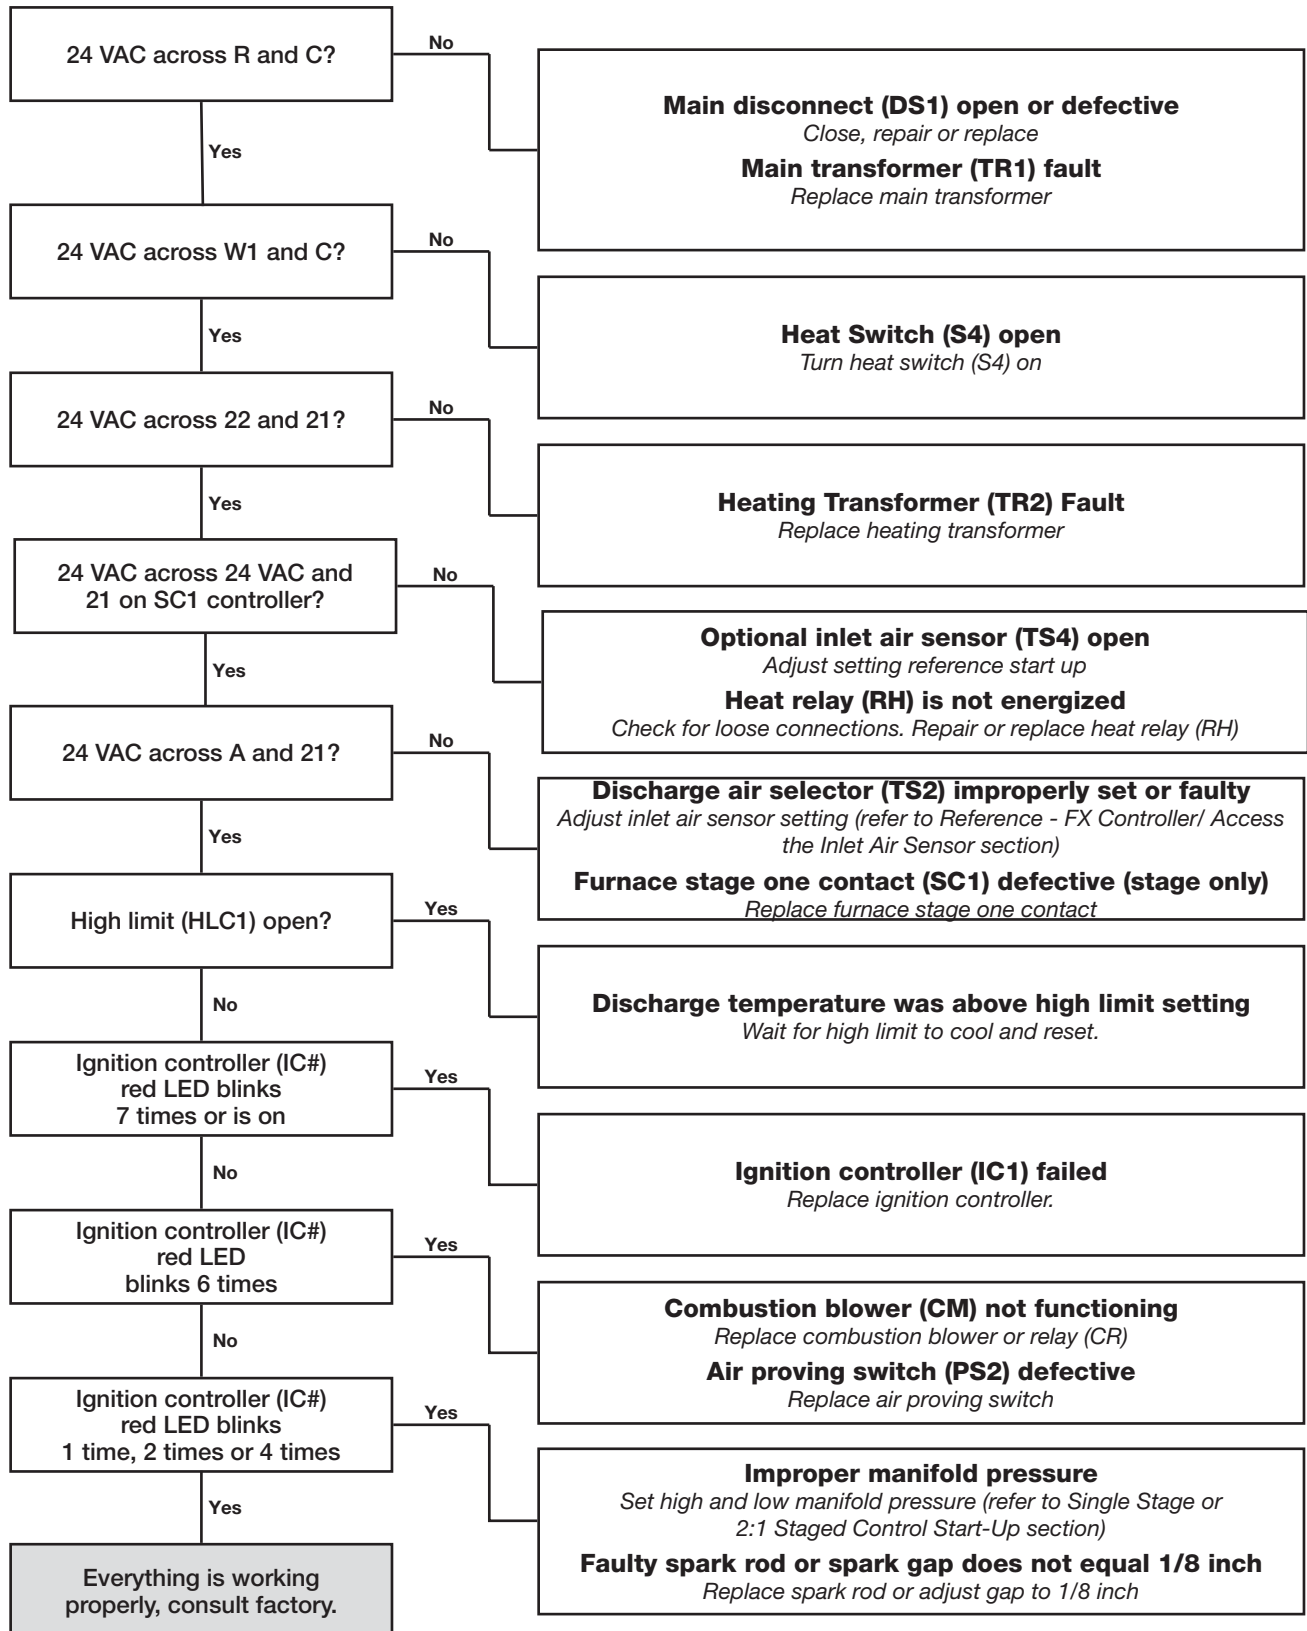 24 VAC across R and C?
No
Main disconnect (DS1) open or defective
Close, repair or replace
Main transformer (TR1) fault
Replace main transformer
Yes
24 VAC across W1 and C?
No
Heat Switch (S4) open
Turn heat switch (S4) on
Yes
24 VAC across 22 and 21?
No
Heating Transformer (TR2) Fault
Replace heating transformer
Yes
24 VAC across 24 VAC and
21 on SC1 controller?
No
Optional inlet air sensor (TS4) open
Adjust setting reference start up
Heat relay (RH) is not energized
Check for loose connections. Repair or replace heat relay (RH)
Yes
24 VAC across A and 21?
No
Discharge air selector (TS2) improperly set or faulty
Adjust inlet air sensor setting (refer to Reference - FX Controller/ Access
the Inlet Air Sensor section)
Furnace stage one contact (SC1) defective (stage only)
Replace furnace stage one contact
Yes
High limit (HLC1) open?
Yes
Discharge temperature was above high limit setting
Wait for high limit to cool and reset.
No
Ignition controller (IC#)
red LED blinks
7 times or is on
Yes
Ignition controller (IC1) failed
Replace ignition controller.
No
Ignition controller (IC#)
red LED
blinks 6 times
Yes
Combustion blower (CM) not functioning
Replace combustion blower or relay (CR)
Air proving switch (PS2) defective
Replace air proving switch
No
Ignition controller (IC#)
red LED blinks
1 time, 2 times or 4 times
Yes
Improper manifold pressure
Set high and low manifold pressure (refer to Single Stage or
2:1 Staged Control Start-Up section)
Faulty spark rod or spark gap does not equal 1/8 inch
Replace spark rod or adjust gap to 1/8 inch
Yes
Everything is working
properly, consult factory.